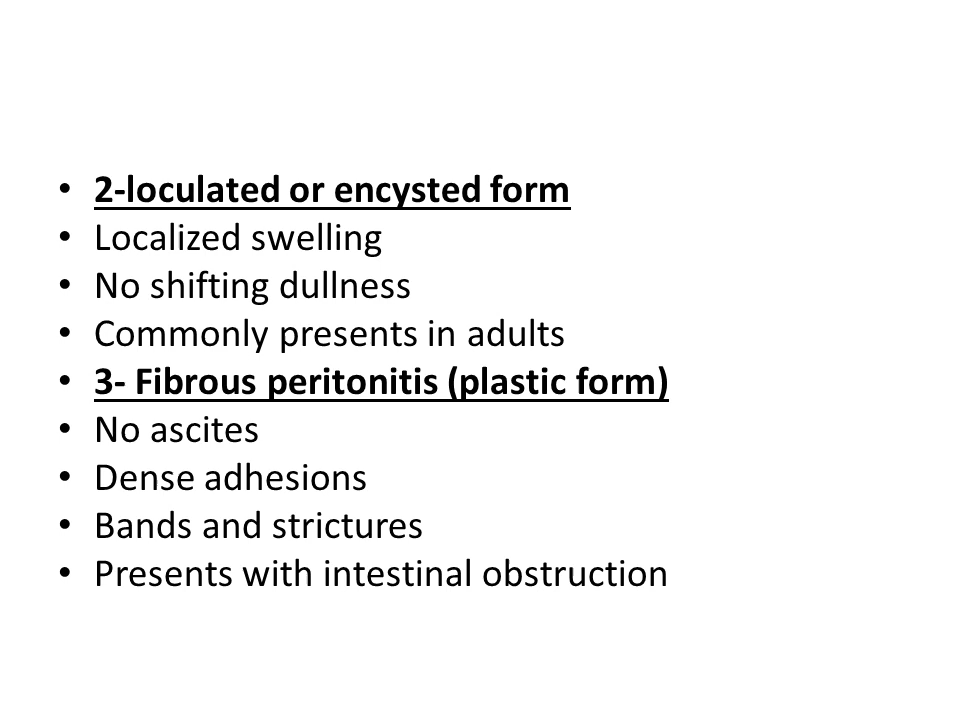 • 2-loculated or encysted form
• Localized swelling
• No shifting dullness
• Commonly presents in adults
• 3- Fibrous peritonitis (plastic form)
• No ascites
• Dense adhesions
• Bands and strictures
• Presents with intestinal obstruction